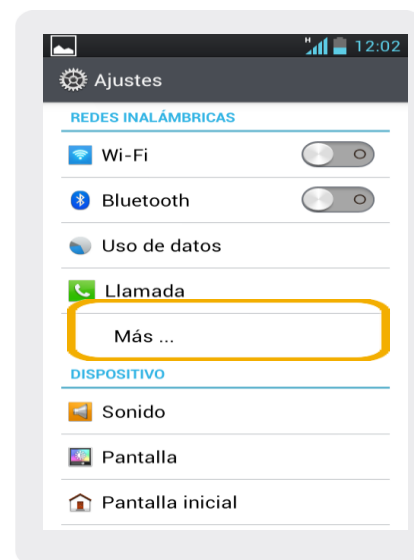 H 12:02
Ajustes
REDES INALÁMBRICAS
Wi-Fi
Bluetooth
Uso de datos
Llamada
Más ...
DISPOSITIVO
Sonido
Pantalla
Pantalla inicial